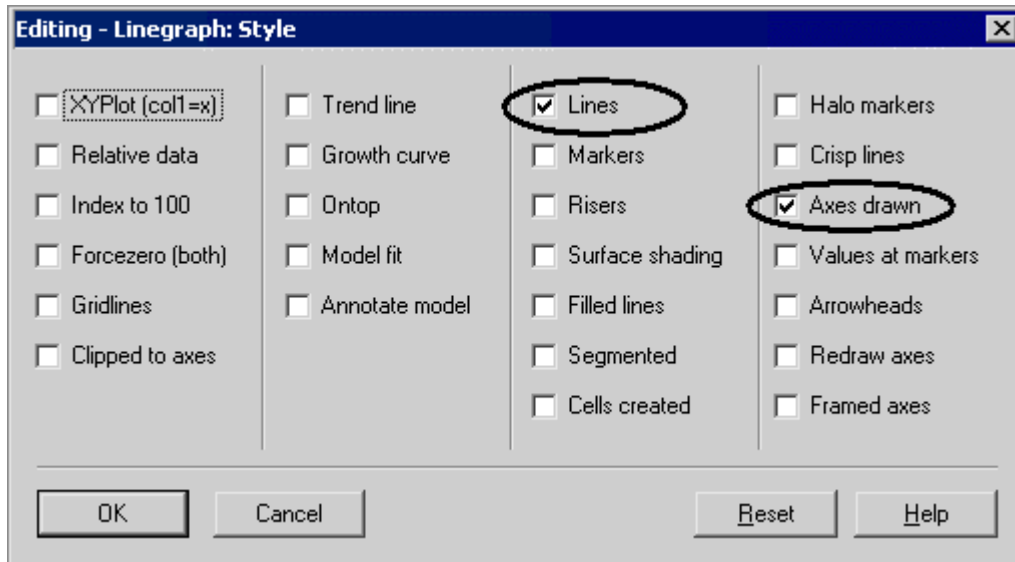 Editing - Linegraph: Style
XYPlot (col1=x)
Relative data
Index to 100
Forcezero (both)
Gridlines
Clipped to axes
Trend line
Growth curve
Ontop
Model fit
Annotate model
Lines
Markers
Risers
Surface shading
Filled lines
Segmented
Cells created
Halo markers
Crisp lines
Axes drawn
Values at markers
Arrowheads
Redraw axes
Framed axes
OK
Cancel
Reset
Help